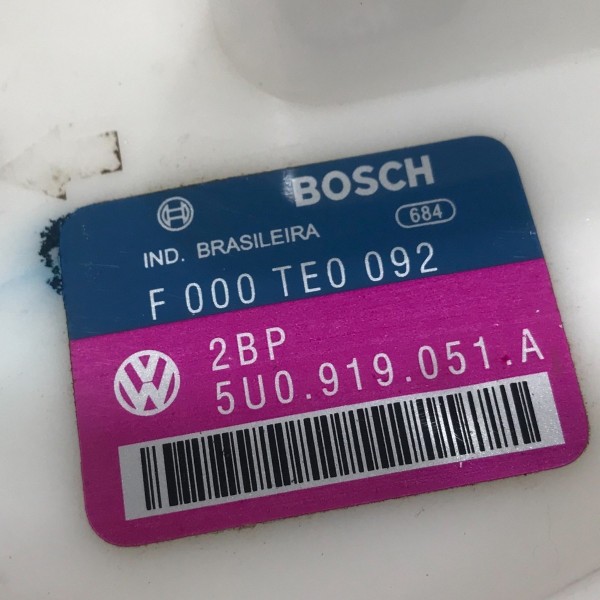 BOSCH
684
IND. BRASILEIRA
F 000 TE0 092
2BP
5U0.919.051.A